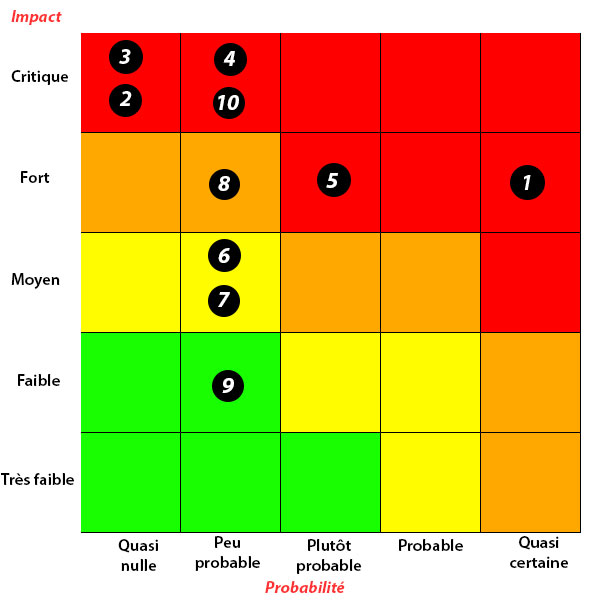 Impact
Critique
3
4
2
10
Fort
8
5
1
Moyen
6
7
Faible
9
Très faible
Quasi
nulle
Peu
probable
Plutôt
probable
Probable
Quasi
certaine
Probabilité